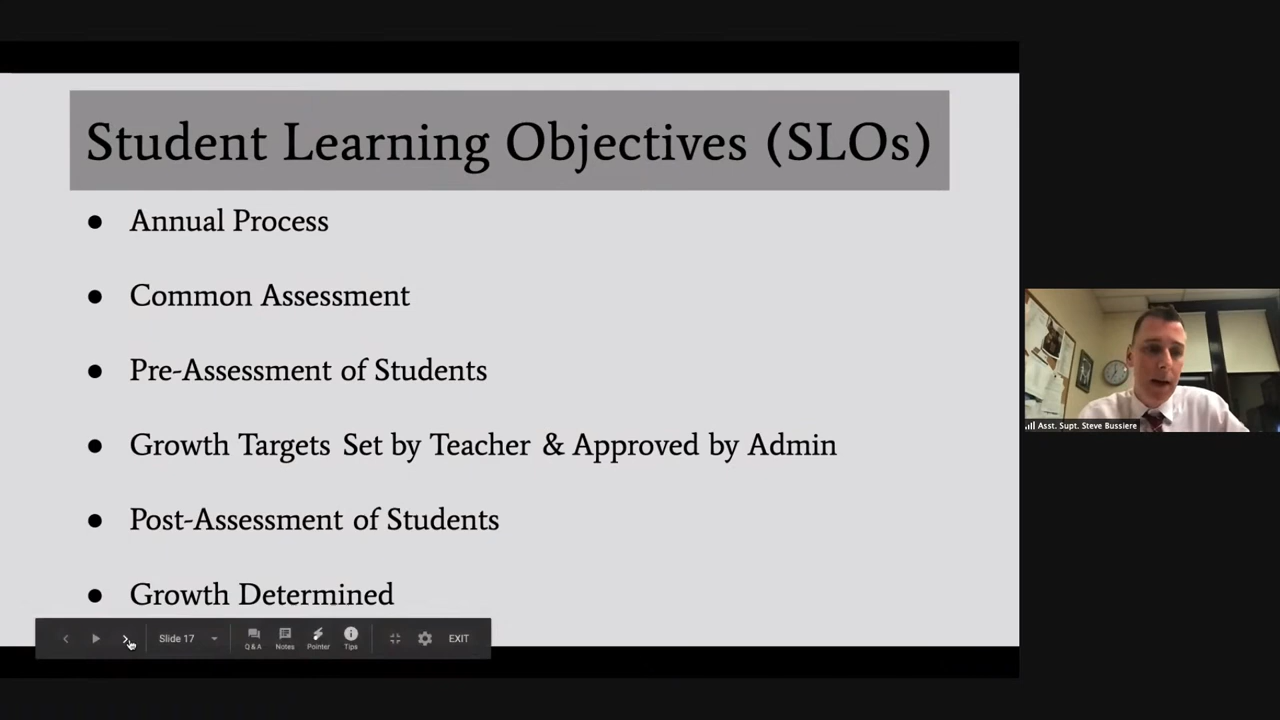 Student Learning Objectives (SLOs)
● Annual Process
● Common Assessment
● Pre-Assessment of Students
● Growth Targets Set by Teacher & Approved by Admin
● Post-Assessment of Students
● Growth Determined
Slide 17
Q&A
Notes
Pointer
Tips
EXIT
Asst. Supt. Steve Bussiere